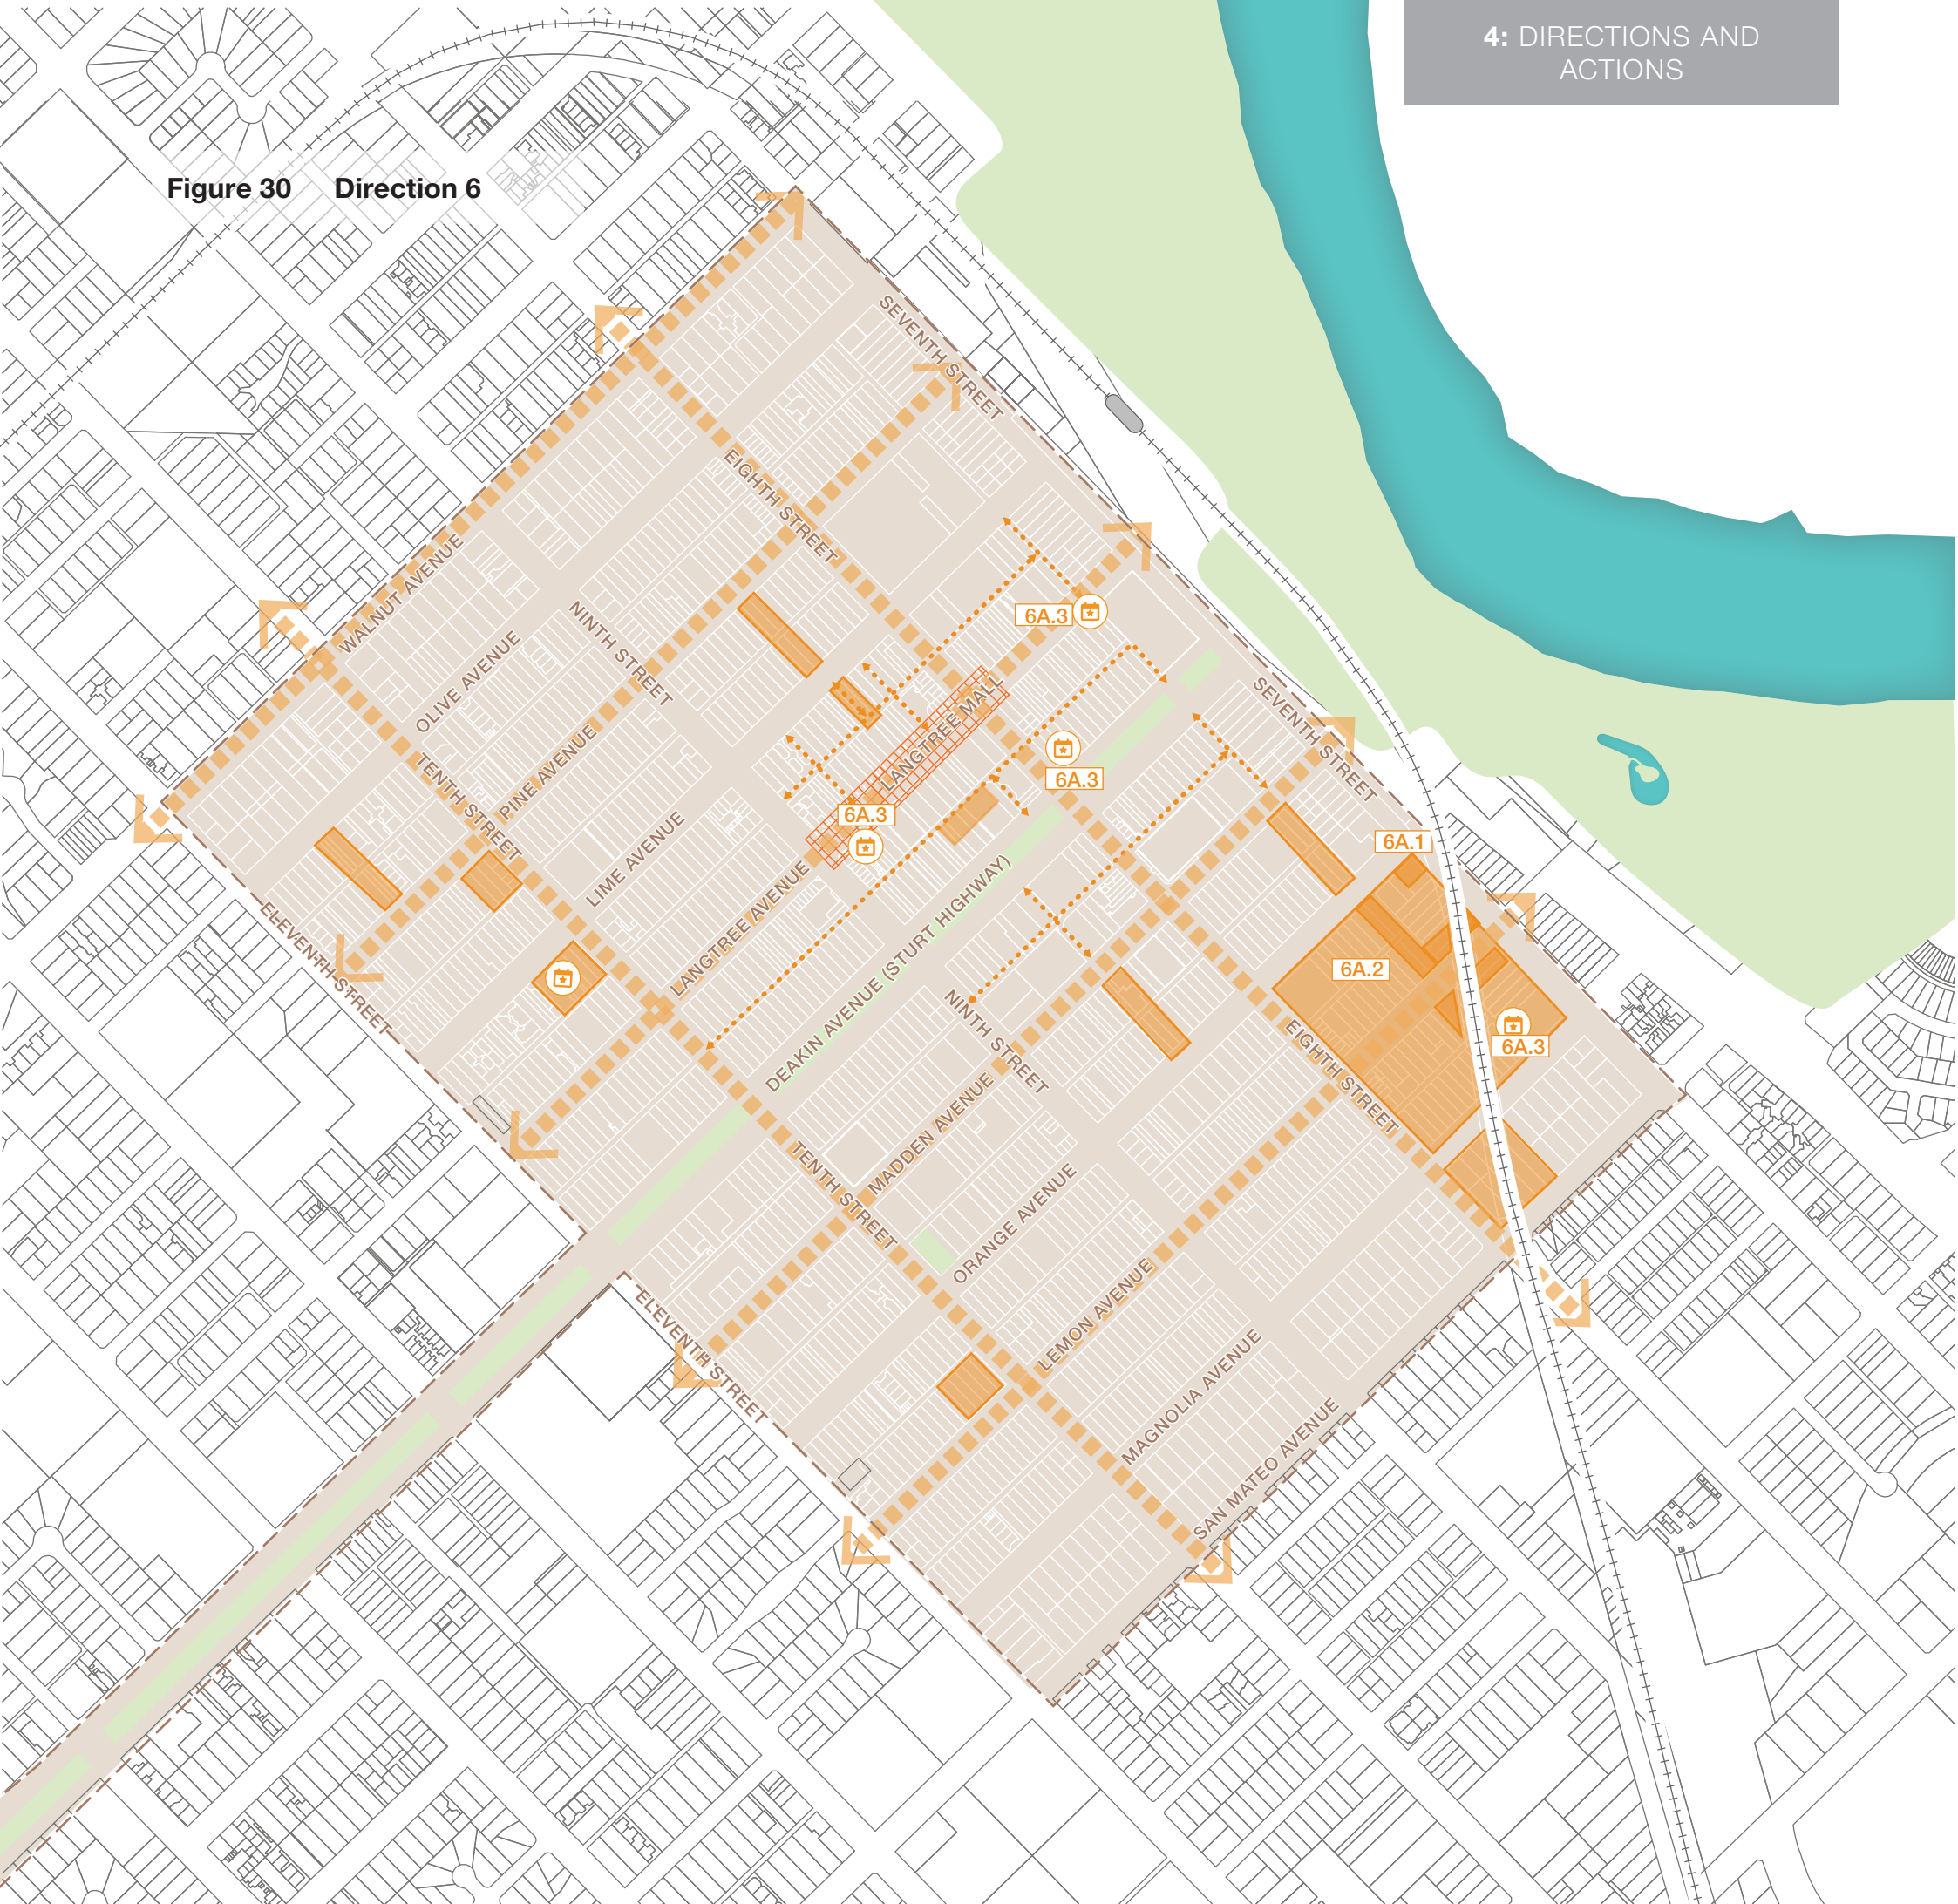 4: DIRECTIONS AND
ACTIONS
Figure 30 Direction 6
SEVENTH STREET
EIGHTH STREET
WALNUT AVENUE
OLIVE AVENUE
NINTH STREET
6A.3
LANGTREE MALL
SEVENTH STREET
PINE AVENUE
TENTH STREET
6A.3
6A.3
6A.1
LIME AVENUE
LANGTREE AVENUE
ELEVENTH STREET
DEAKIN AVENUE (STURT HIGHWAY)
6A.2
6A.3
NINTH STREET
EIGHTH STREET
MADDEN AVENUE
TENTH STREET
ORANGE AVENUE
LEMON AVENUE
ELEVENTH STREET
MAGNOLIA AVENUE
SAN MATEO AVENUE